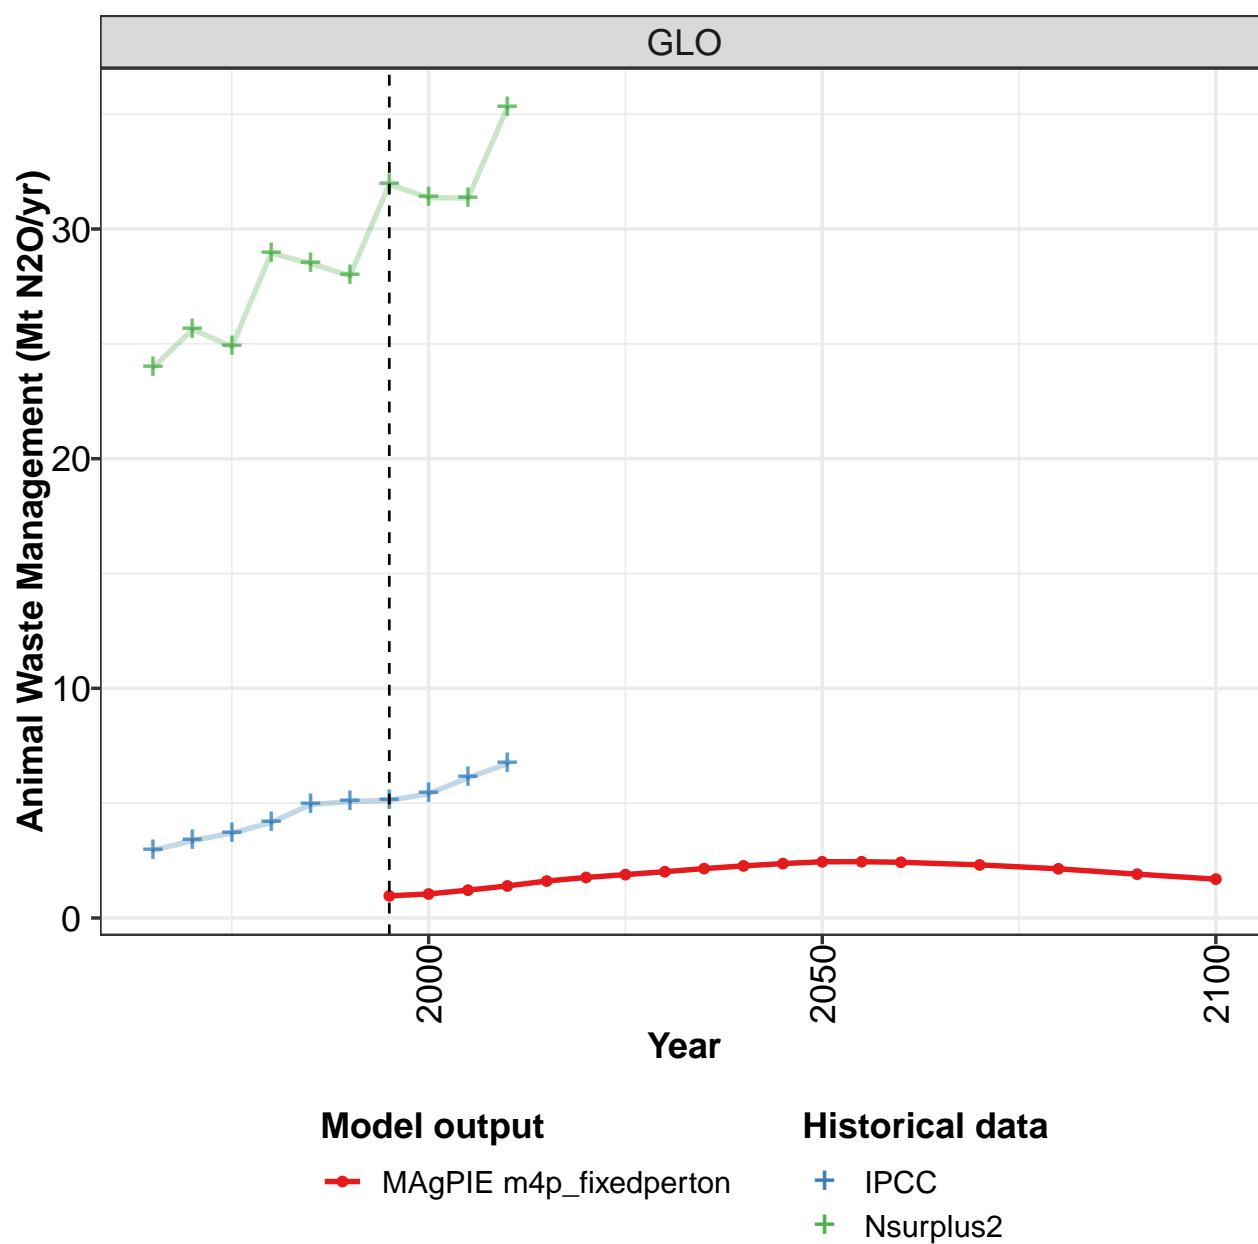 GLO
Animal Waste Management (Mt N2O/yr)
30
20
10
0
2000
2050
2100
Year
Model output
MAgPIE m4p_fixedperton
Historical data
IPCC
Nsurplus2